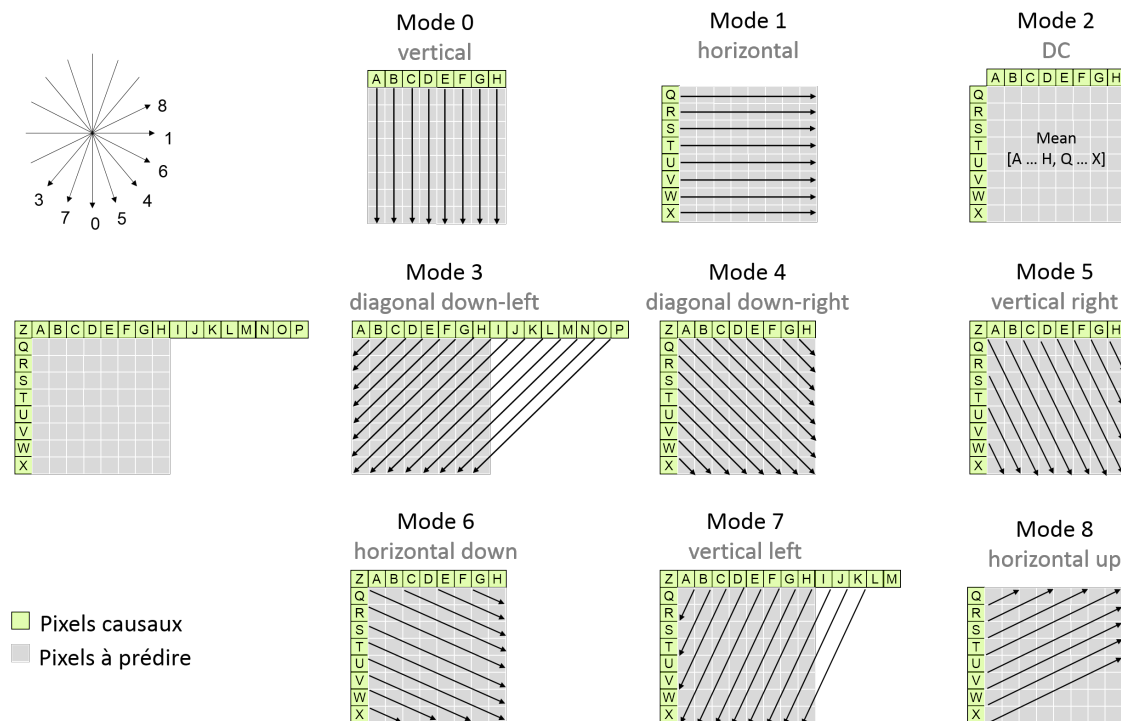 Mode 0
vertical
A B C D E F G H
Mode 1
horizontal
Q
R
S
T
U
V
W
X
Mode 2
DC
A B C D E F G H
Q
R
S
T
U
V
W
X
Mean
[A ... H, Q ... X]
8
1
6
4
5
0
7
3
Z A B C D E F G H I J K L M N O P
Q
R
S
T
U
V
W
X
Mode 3
diagonal down-left
A B C D E F G H I J K L M N O P
Mode 4
diagonal down-right
Z A B C D E F G H
Q
R
S
T
U
V
W
X
Mode 5
vertical right
Z A B C D E F G H
Q
R
S
T
U
V
W
X
Mode 6
horizontal down
Z A B C D E F G H
Q
R
S
T
U
V
W
X
Mode 7
vertical left
Z A B C D E F G H I J K L M
Q
R
S
T
U
V
W
X
Mode 8
horizontal up
Q
R
S
T
U
V
W
X
Pixels causaux
Pixels à prédire